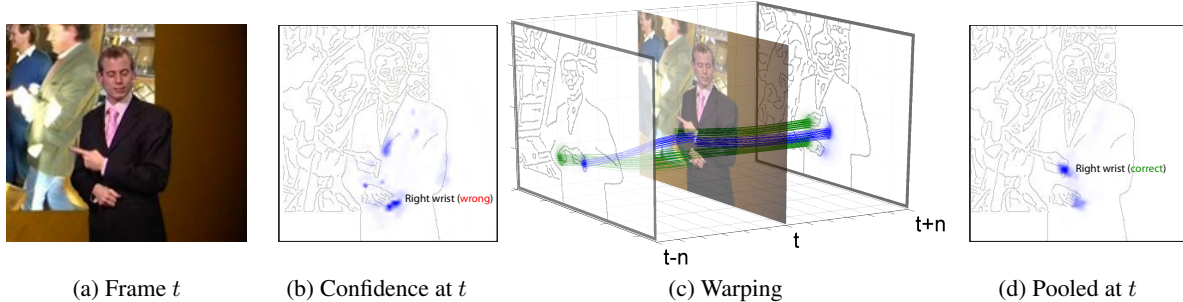 Right wrist (wrong)
t-n
t
t+n
Right wrist (correct)
(a) Frame t
(b) Confidence at t
(c) Warping
(d) Pooled at t